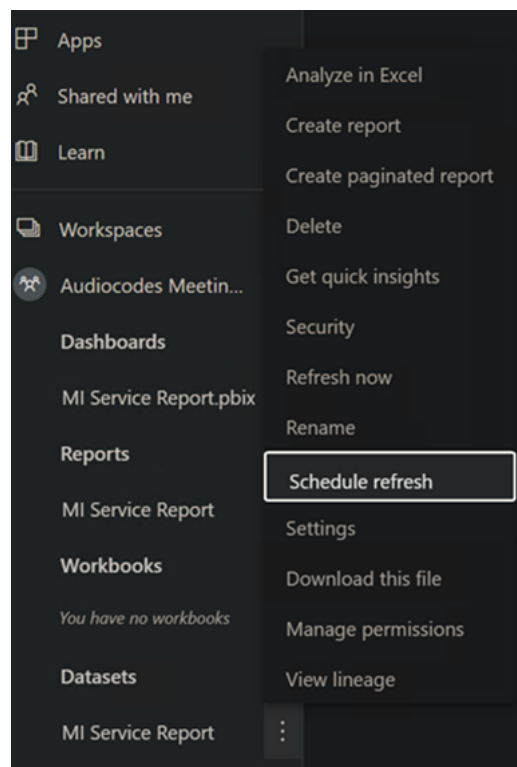 Apps
Shared with me
Learn
Workspaces
Audiocodes Meetin...
Dashboards
MI Service Report.pbix
Reports
MI Service Report
Workbooks
You have no workbooks
Datasets
MI Service Report
Analyze in Excel
Create report
Create paginated report
Delete
Get quick insights
Security
Refresh now
Rename
Schedule refresh
Settings
Download this file
Manage permissions
View lineage